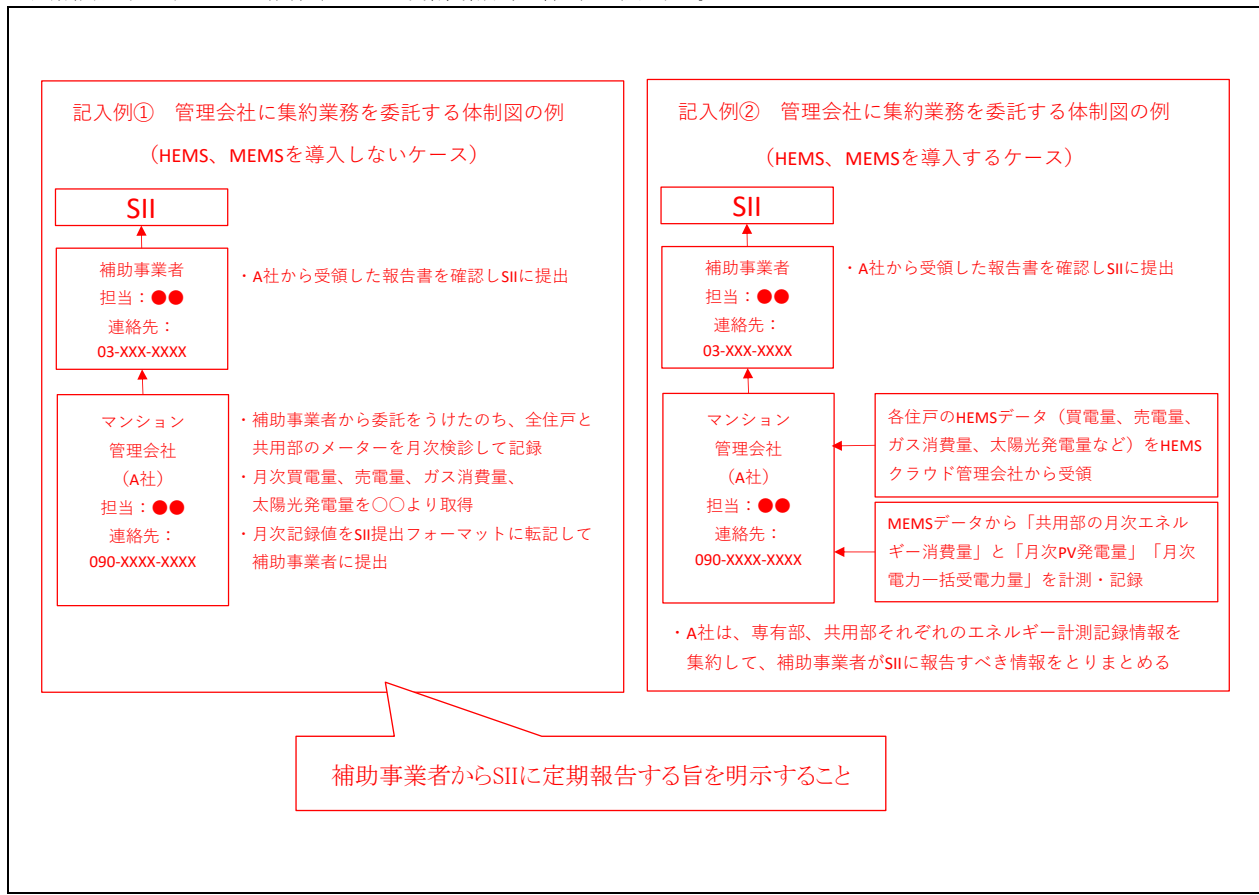 記入例① 管理会社に集約業務を委託する体制図の例
（HEMS、MEMSを導入しないケース）
SII
補助事業者
担当：●●
連絡先：
03-XXX-XXXX
・A社から受領した報告書を確認しSIIに提出
マンション
管理会社
（A社）
担当：●●
連絡先：
090-XXXX-XXXX
・補助事業者から委託をうけたのち、全住戸と
共用部のメーターを月次検診して記録
・月次買電量、売電量、ガス消費量、
太陽光発電量を〇〇より取得
・月次記録値をSII提出フォーマットに転記して
補助事業者に提出
記入例② 管理会社に集約業務を委託する体制図の例
（HEMS、MEMSを導入するケース）
SII
補助事業者
担当：●●
連絡先：
03-XXX-XXXX
・A社から受領した報告書を確認しSIIに提出
マンション
管理会社
（A社）
担当：●●
連絡先：
090-XXXX-XXXX
各住戸のHEMSデータ（買電量、売電量、
ガス消費量、太陽光発電量など）をHEMS
クラウド管理会社から受領
MEMSデータから「共用部の月次エネル
ギー消費量」と「月次PV発電量」「月次
電力一括受電力量」を計測・記録
・A社は、専有部、共用部それぞれのエネルギー計測記録情報を
集約して、補助事業者がSIIに報告すべき情報をとりまとめる
補助事業者からSIIに定期報告する旨を明示すること